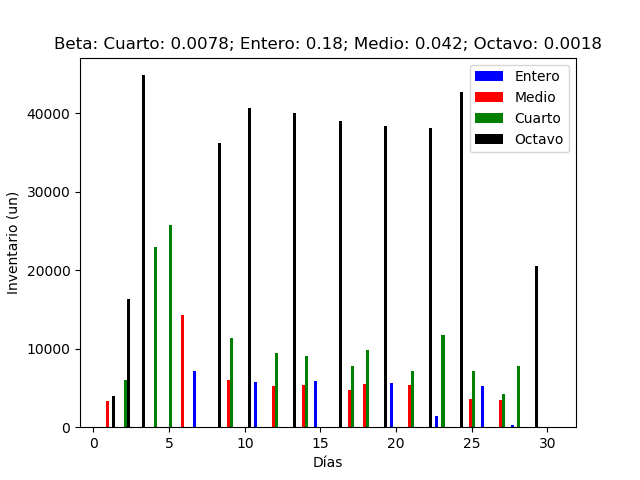 Beta: Cuarto: 0.0078; Entero: 0.18; Medio: 0.042; Octavo: 0.0018
Entero
Medio
Cuarto
Octavo
40000
30000
20000
10000
0
Inventario (un)
0 5 10 15 20 25 30
Días